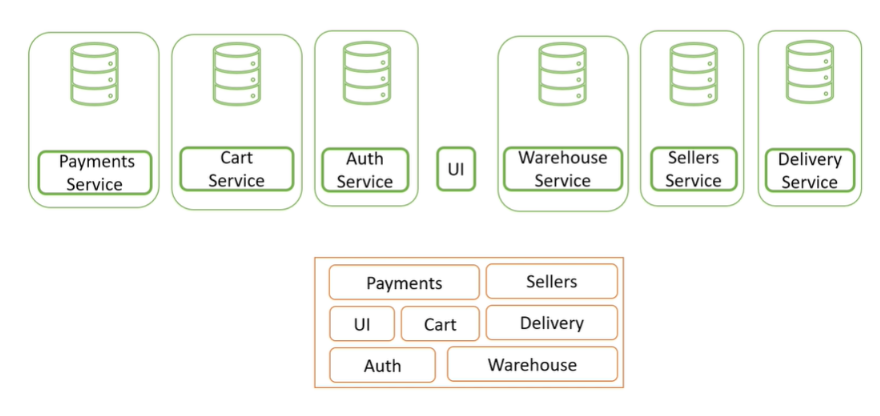 Payments
Service
Cart
Service
Auth
Service
UI
Warehouse
Service
Sellers
Service
Delivery
Service
Payments
Sellers
UI
Cart
Delivery
Auth
Warehouse